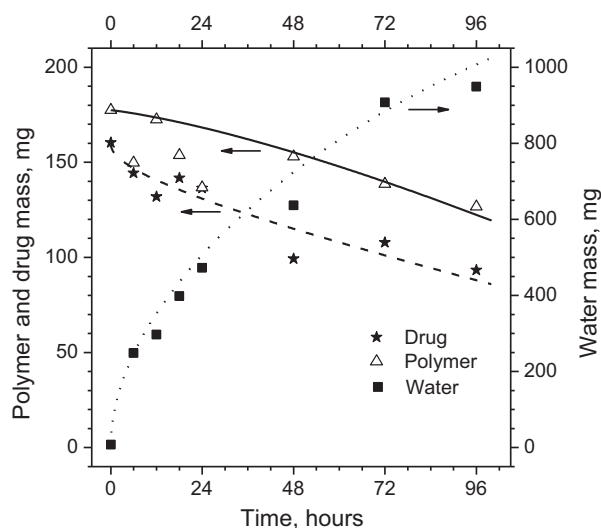 0 24 48 72 96
200
150
100
50
0
Polymer and drug mass, mg
1000
800
600
400
200
0
Water mass, mg
Drug
Polymer
Water
0 24 48 72 96
Time, hours